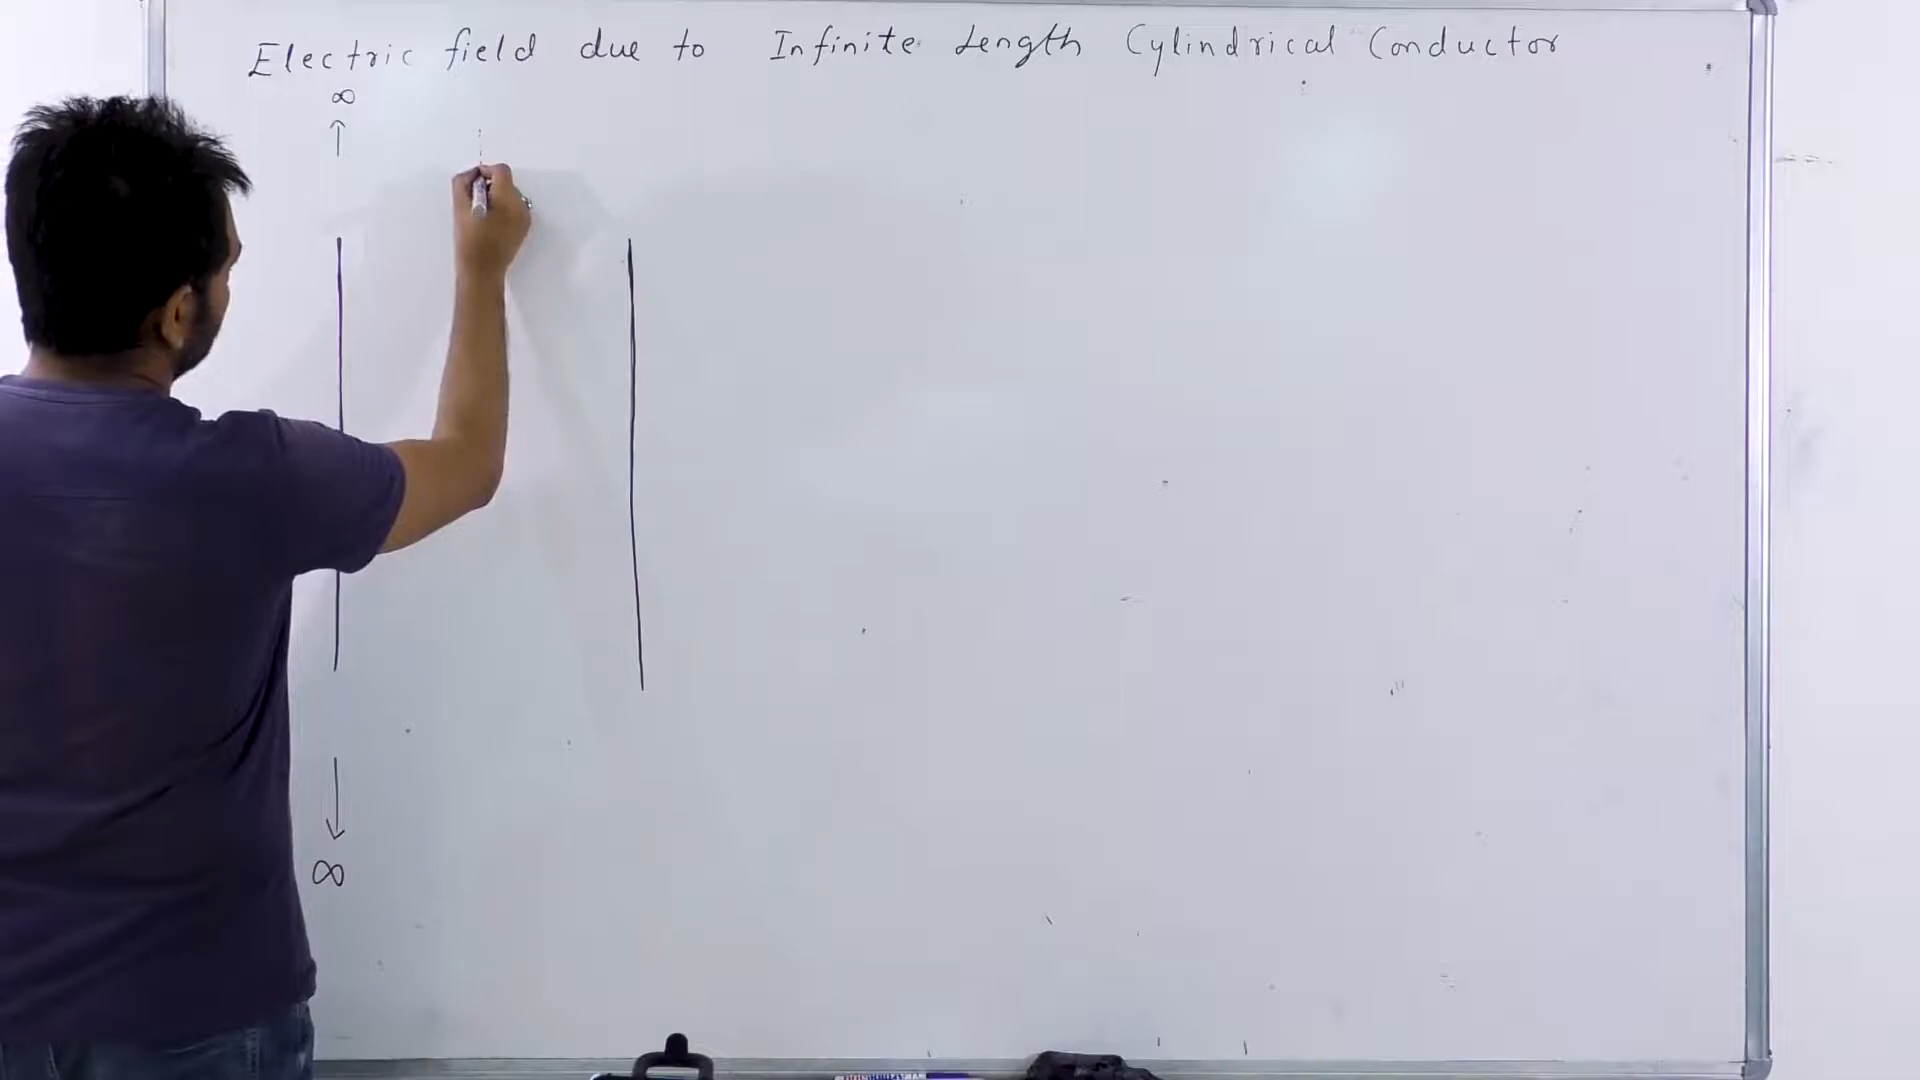 Electric field due to Infinite Length Cylindrical Conductor
∞
∞